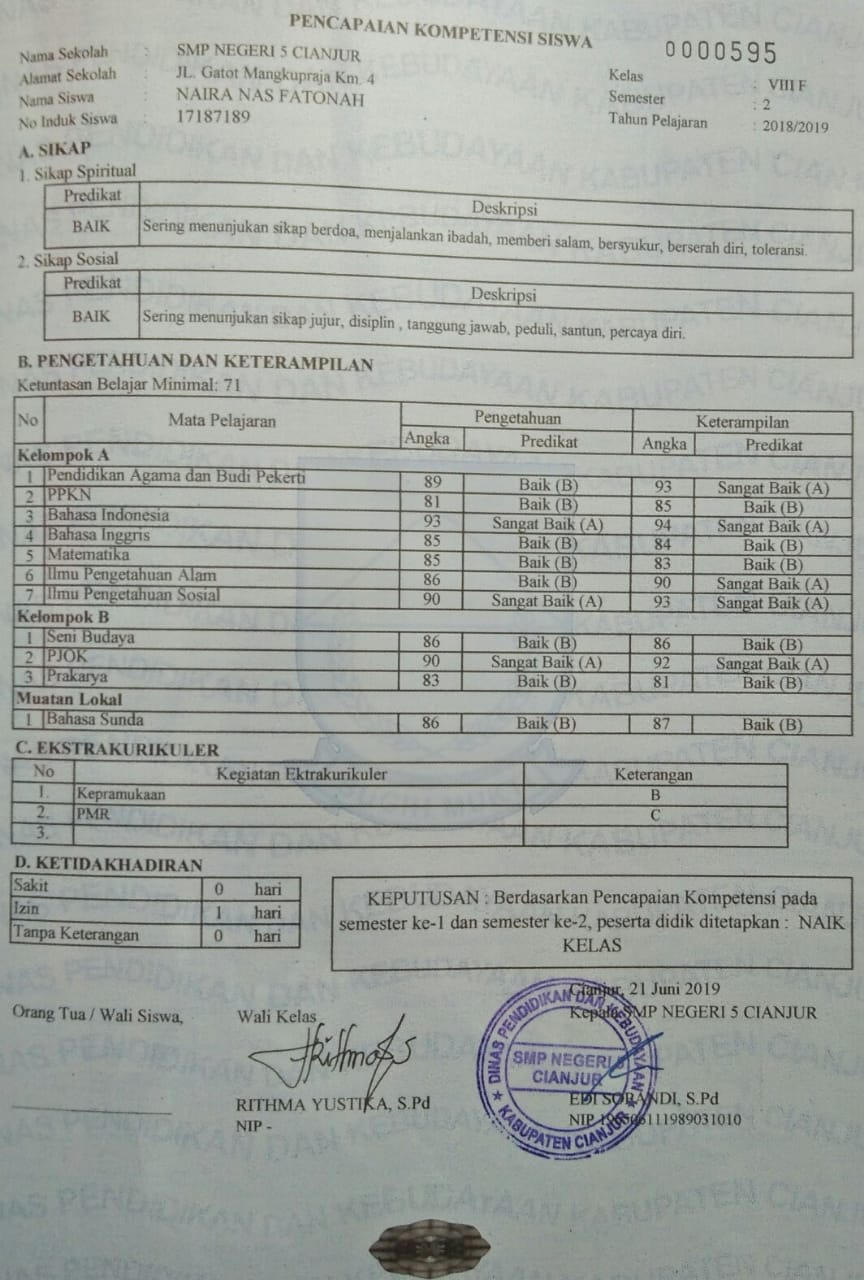 PENCAPAIAN KOMPETENSI SISWA
0000595
Nama Sekolah : SMP NEGERI 5 CIANJUR
Alamat Sekolah : JL. Gatot Mangkupraja Km. 4
Nama Siswa : NAIRA NAS FATONAH
No Induk Siswa : 17187189
Kelas : VIII F
Semester : 2
Tahun Pelajaran : 2018/2019
A. SIKAP
1. Sikap Spiritual
Predikat Deskripsi
BAIK Sering menunjukan sikap berdoa, menjalankan ibadah, memberi salam, bersyukur, berserah diri, toleransi.
2. Sikap Sosial
Predikat Deskripsi
BAIK Sering menunjukan sikap jujur, disiplin , tanggung jawab, peduli, santun, percaya diri.
B. PENGETAHUAN DAN KETERAMPILAN
Ketuntasan Belajar Minimal: 71
No Mata Pelajaran Pengetahuan Keterampilan
Angka Predikat Angka Predikat
Kelompok A
1 Pendidikan Agama dan Budi Pekerti 89 Baik (B) 93 Sangat Baik (A)
2 PPKN 81 Baik (B) 85 Baik (B)
3 Bahasa Indonesia 93 Sangat Baik (A) 94 Sangat Baik (A)
4 Bahasa Inggris 85 Baik (B) 84 Baik (B)
5 Matematika 85 Baik (B) 83 Baik (B)
6 Ilmu Pengetahuan Alam 86 Baik (B) 90 Sangat Baik (A)
7 Ilmu Pengetahuan Sosial 90 Sangat Baik (A) 93 Sangat Baik (A)
Kelompok B
1 Seni Budaya 86 Baik (B) 86 Baik (B)
2 PJOK 90 Sangat Baik (A) 92 Sangat Baik (A)
3 Prakarya 83 Baik (B) 81 Baik (B)
Muatan Lokal
1 Bahasa Sunda 86 Baik (B) 87 Baik (B)
C. EKSTRAKURIKULER
No Kegiatan Ektrakurikuler Keterangan
1. Kepramukaan B
2. PMR C
3.
D. KETIDAKHADIRAN
Sakit 0 hari
Izin 1 hari
Tanpa Keterangan 0 hari
KEPUTUSAN : Berdasarkan Pencapaian Kompetensi pada
semester ke-1 dan semester ke-2, peserta didik ditetapkan : NAIK
KELAS
Cianjur, 21 Juni 2019
Orang Tua / Wali Siswa,
Wali Kelas
Kepala SMP NEGERI 5 CIANJUR
DINAS PENDIDIKAN DAN KEBUDAYAAN
SMP NEGERI 5
CIANJUR
KABUPATEN CIANJUR
RITHMA YUSTIKA, S.Pd
NIP -
EDI SORANDI, S.Pd
NIP